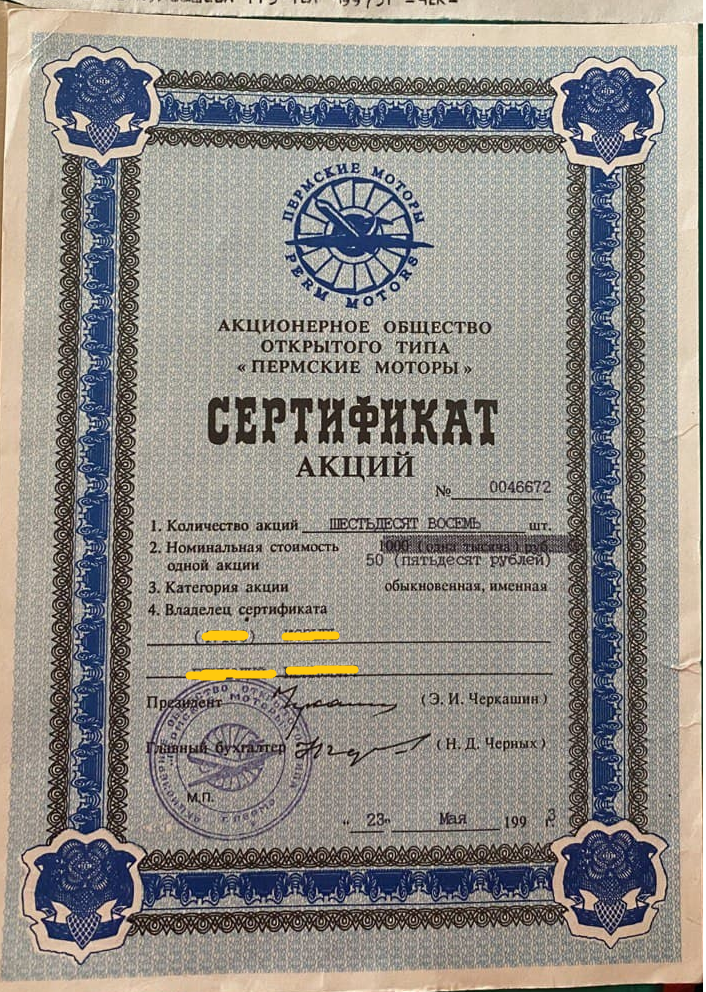 ПЕРМСКИЕ МОТОРЫ
PERM MOTORS
АКЦИОНЕРНОЕ ОБЩЕСТВО
ОТКРЫТОГО ТИПА
«ПЕРМСКИЕ МОТОРЫ»
СЕРТИФИКАТ
АКЦИЙ
№ 0046672
1. Количество акций ШЕСТЬДЕСЯТ ВОСЕМЬ шт.
2. Номинальная стоимость 1000 (одна тысяча) руб.
одной акции 50 (пятьдесят рублей)
3. Категория акции обыкновенная, именная
4. Владелец сертификата
Президент (Э. И. Черкашин)
Главный бухгалтер (Н. Д. Черных)
М.П.
"23" Мая 1993 г.